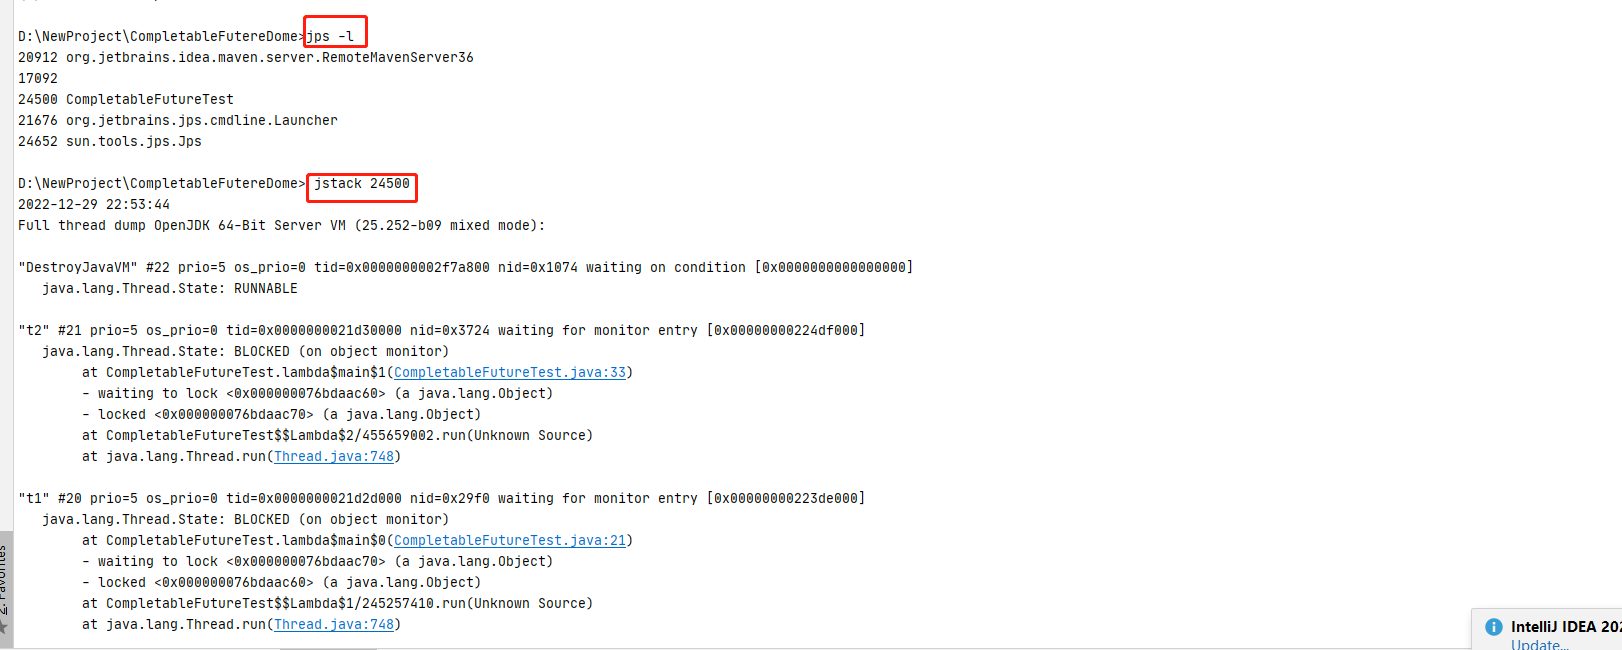 D:\NewProject\CompletableFutereDome>jps -l
20912 org.jetbrains.idea.maven.server.RemoteMavenServer36
17092
24500 CompletableFutureTest
21676 org.jetbrains.jps.cmdline.Launcher
24652 sun.tools.jps.Jps
D:\NewProject\CompletableFutereDome> jstack 24500
2022-12-29 22:53:44
Full thread dump OpenJDK 64-Bit Server VM (25.252-b09 mixed mode):
"DestroyJavaVM" #22 prio=5 os_prio=0 tid=0x0000000002f7a800 nid=0x1074 waiting on condition [0x0000000000000000]
java.lang.Thread.State: RUNNABLE
"t2" #21 prio=5 os_prio=0 tid=0x0000000021d30000 nid=0x3724 waiting for monitor entry [0x00000000224df000]
java.lang.Thread.State: BLOCKED (on object monitor)
at CompletableFutureTest.lambda$main$1(CompletableFutureTest.java:33)
- waiting to lock <0x000000076bdaac60> (a java.lang.Object)
- locked <0x000000076bdaac70> (a java.lang.Object)
at CompletableFutureTest$$Lambda$2/455659002.run(Unknown Source)
at java.lang.Thread.run(Thread.java:748)
"t1" #20 prio=5 os_prio=0 tid=0x0000000021d2d000 nid=0x29f0 waiting for monitor entry [0x00000000223de000]
java.lang.Thread.State: BLOCKED (on object monitor)
at CompletableFutureTest.lambda$main$0(CompletableFutureTest.java:21)
- waiting to lock <0x000000076bdaac70> (a java.lang.Object)
- locked <0x000000076bdaac60> (a java.lang.Object)
at CompletableFutureTest$$Lambda$1/245257410.run(Unknown Source)
at java.lang.Thread.run(Thread.java:748)
2: Favorites
IntelliJ IDEA 202
Update...